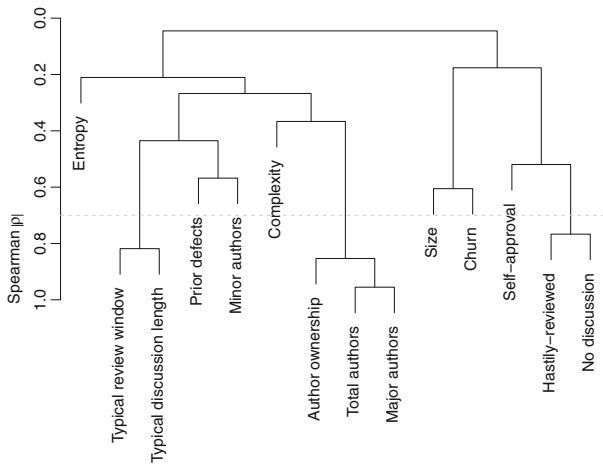 Spearman |ρ|
0.0
0.2
0.4
0.6
0.8
1.0
Entropy
Typical review window
Typical discussion length
Prior defects
Minor authors
Complexity
Author ownership
Total authors
Major authors
Size
Churn
Self−approval
Hastily−reviewed
No discussion